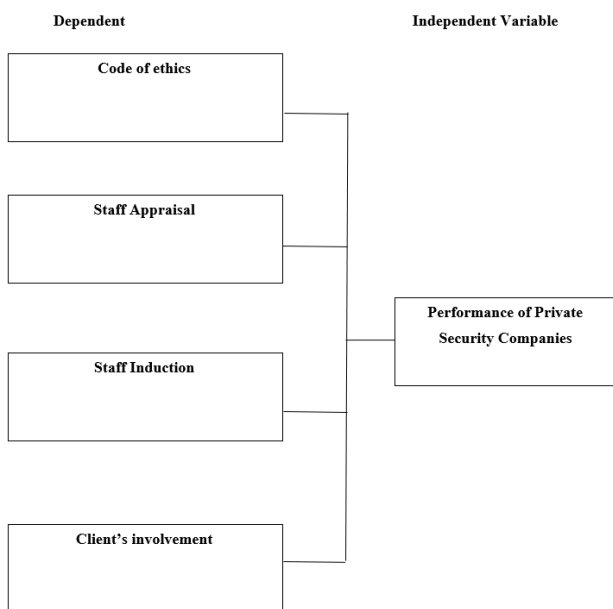 Dependent
Independent Variable
Code of ethics
Staff Appraisal
Performance of Private
Security Companies
Staff Induction
Client’s involvement